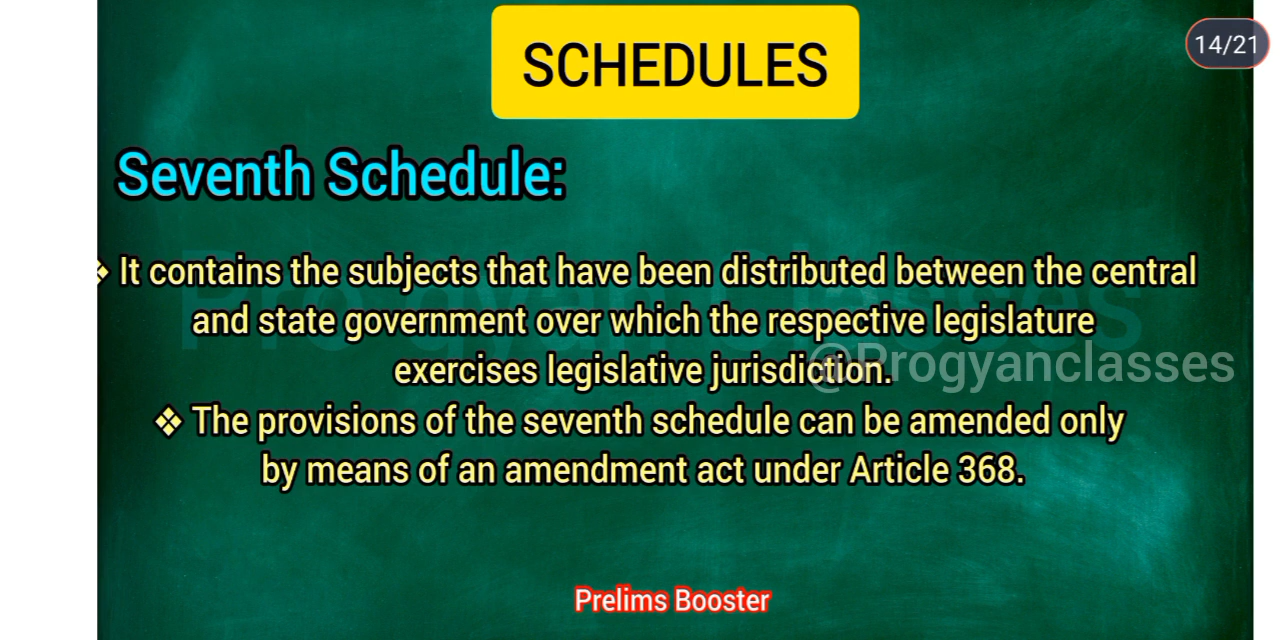 SCHEDULES
14/21
Seventh Schedule:
❖ It contains the subjects that have been distributed between the central
and state government over which the respective legislature
exercises legislative jurisdiction.
@Progyanclasses
❖ The provisions of the seventh schedule can be amended only
by means of an amendment act under Article 368.
Prelims Booster